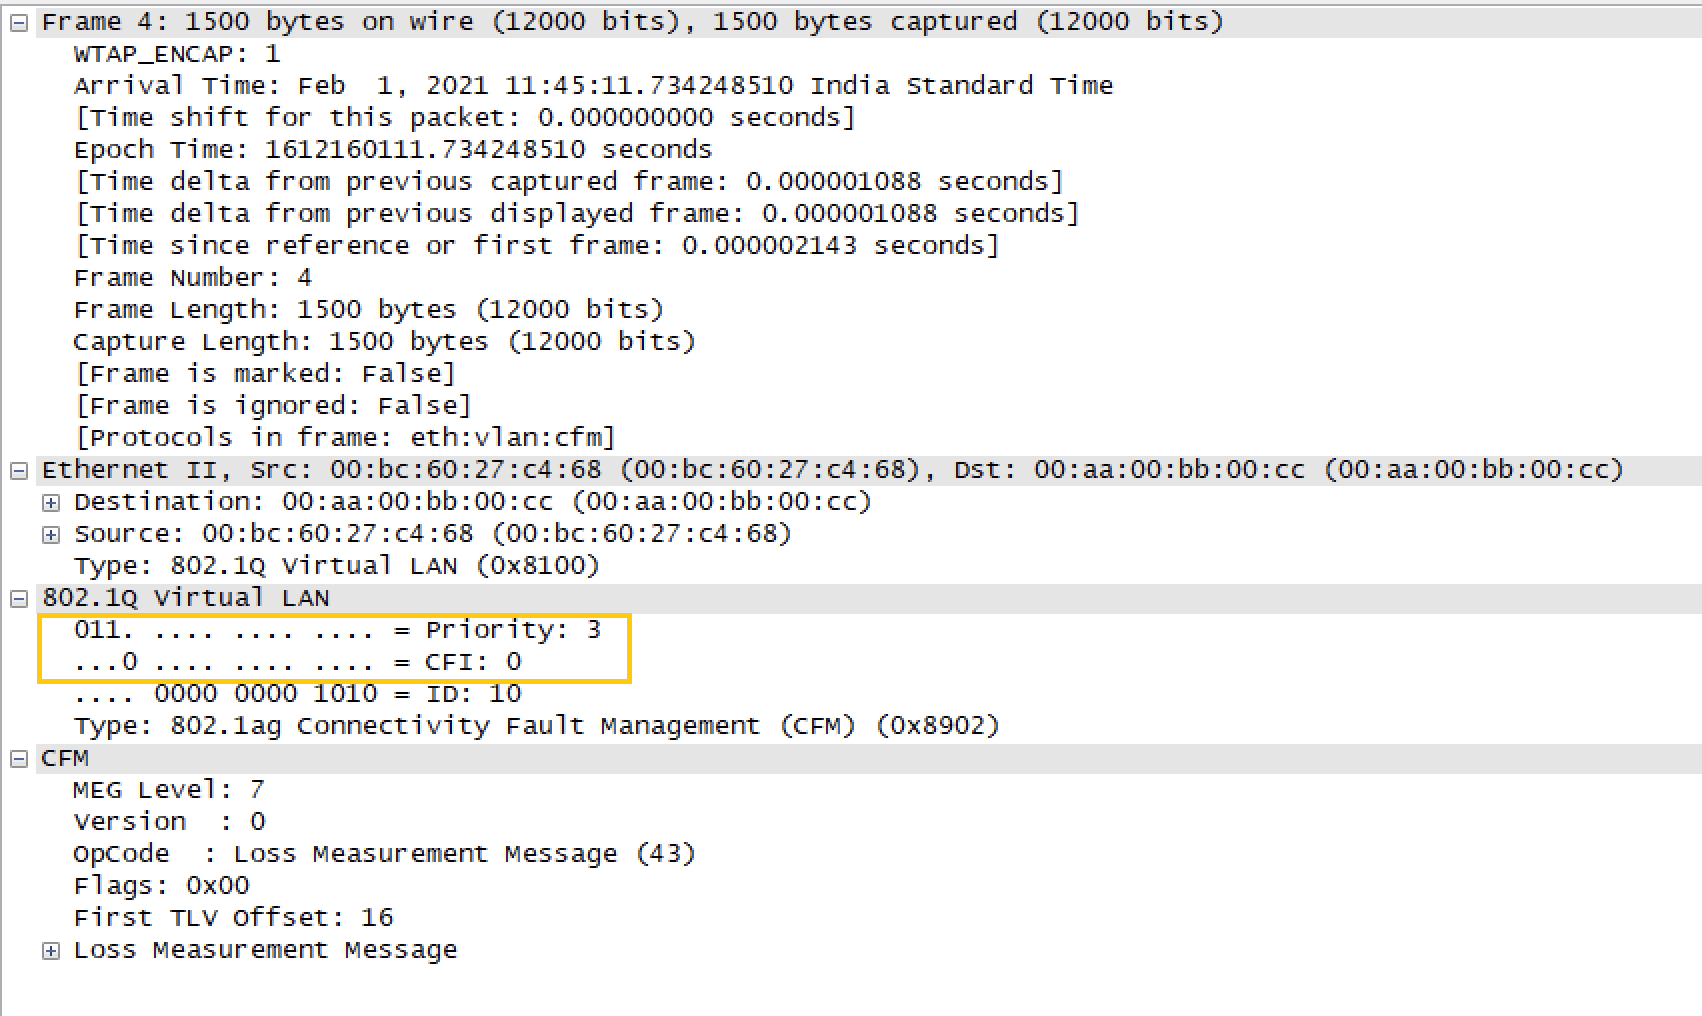 Frame 4: 1500 bytes on wire (12000 bits), 1500 bytes captured (12000 bits)
WTAP_ENCAP: 1
Arrival Time: Feb  1, 2021 11:45:11.734248510 India Standard Time
[Time shift for this packet: 0.000000000 seconds]
Epoch Time: 1612160111.734248510 seconds
[Time delta from previous captured frame: 0.000001088 seconds]
[Time delta from previous displayed frame: 0.000001088 seconds]
[Time since reference or first frame: 0.000002143 seconds]
Frame Number: 4
Frame Length: 1500 bytes (12000 bits)
Capture Length: 1500 bytes (12000 bits)
[Frame is marked: False]
[Frame is ignored: False]
[Protocols in frame: eth:vlan:cfm]
Ethernet II, Src: 00:bc:60:27:c4:68 (00:bc:60:27:c4:68), Dst: 00:aa:00:bb:00:cc (00:aa:00:bb:00:cc)
Destination: 00:aa:00:bb:00:cc (00:aa:00:bb:00:cc)
Source: 00:bc:60:27:c4:68 (00:bc:60:27:c4:68)
Type: 802.1Q Virtual LAN (0x8100)
802.1Q Virtual LAN
011. .... .... .... = Priority: 3
...0 .... .... .... = CFI: 0
.... 0000 0000 1010 = ID: 10
Type: 802.1ag Connectivity Fault Management (CFM) (0x8902)
CFM
MEG Level: 7
Version  : 0
OpCode  : Loss Measurement Message (43)
Flags: 0x00
First TLV Offset: 16
Loss Measurement Message